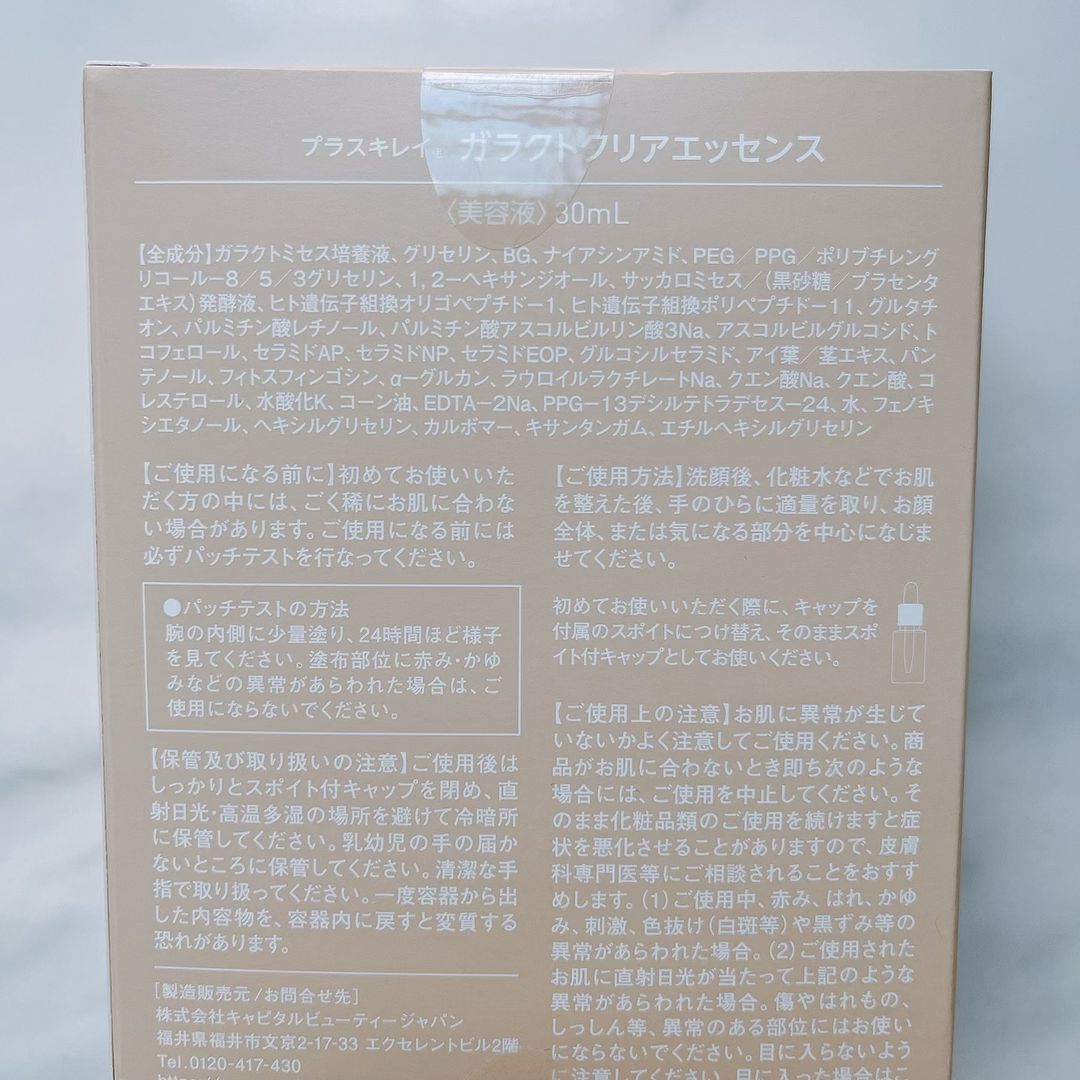 プラスキレイ® ガラクトクリアエッセンス
〈美容液〉30mL
【全成分】ガラクトミセス培養液、グリセリン、BG、ナイアシンアミド、PEG/PPG/ポリブチレング
リコールー8/5/3グリセリン、1,2ーヘキサンジオール、サッカロミセス/(黒砂糖/プラセンタ
エキス)発酵液、ヒト遺伝子組換オリゴペプチドー1、ヒト遺伝子組換ポリペプチドー11、グルタチ
オン、パルミチン酸レチノール、パルミチン酸アスコルビルリン酸3Na、アスコルビルグルコシド、ト
コフェロール、セラミドAP、セラミドNP、セラミドEOP、グルコシルセラミド、アイ葉/茎エキス、パン
テノール、フィトスフィンゴシン、α-グルカン、ラウロイルラクチレートNa、クエン酸Na、クエン酸、コ
レステロール、水酸化K、コーン油、EDTA-2Na、PPG-13デシルテトラデセス-24、水、フェノキ
シエタノール、ヘキシルグリセリン、カルボマー、キサンタンガム、エチルヘキシルグリセリン
【ご使用になる前に】初めてお使いいた
だく方の中には、ごく稀にお肌に合わな
い場合があります。ご使用になる前には
必ずパッチテストを行なってください。
●パッチテストの方法
腕の内側に少量塗り、24時間ほど様子
を見てください。塗布部位に赤み・かゆ
みなどの異常があらわれた場合は、ご
使用にならないでください。
【保管及び取り扱いの注意】ご使用後は
しっかりとスポイト付キャップを閉め、直
射日光・高温多湿の場所を避けて冷暗所
に保管してください。乳幼児の手の届か
ないところに保管してください。清潔な手
指で取り扱ってください。一度容器から出
した内容物を、容器内に戻すと変質する
恐れがあります。
[製造販売元/お問合せ先]
株式会社キャピタルビューティージャパン
福井県福井市文京2-17-33 エクセレントビル2階
Tel.0120-417-430
【ご使用方法】洗顔後、化粧水などでお肌
を整えた後、手のひらに適量を取り、お顔
全体、または気になる部分を中心になじま
せてください。
初めてお使いいただく際に、キャップを
付属のスポイトにつけ替え、そのままスポ
イト付キャップとしてお使いください。
【ご使用上の注意】お肌に異常が生じて
いないかよく注意してご使用ください。商
品がお肌に合わないとき即ち次のような
場合には、ご使用を中止してください。そ
のまま化粧品類のご使用を続けますと症
状を悪化させることがありますので、皮膚
科専門医等にご相談されることをおすす
めします。(1)ご使用中、赤み、はれ、かゆ
み、刺激、色抜け(白斑等)や黒ずみ等の
異常があらわれた場合。(2)ご使用された
お肌に直射日光が当たって上記のような
異常があらわれた場合。傷やはれもの、
しっしん等、異常のある部位にはお使い
にならないでください。目に入らないよう
に注意してください。目に入った場合はこ